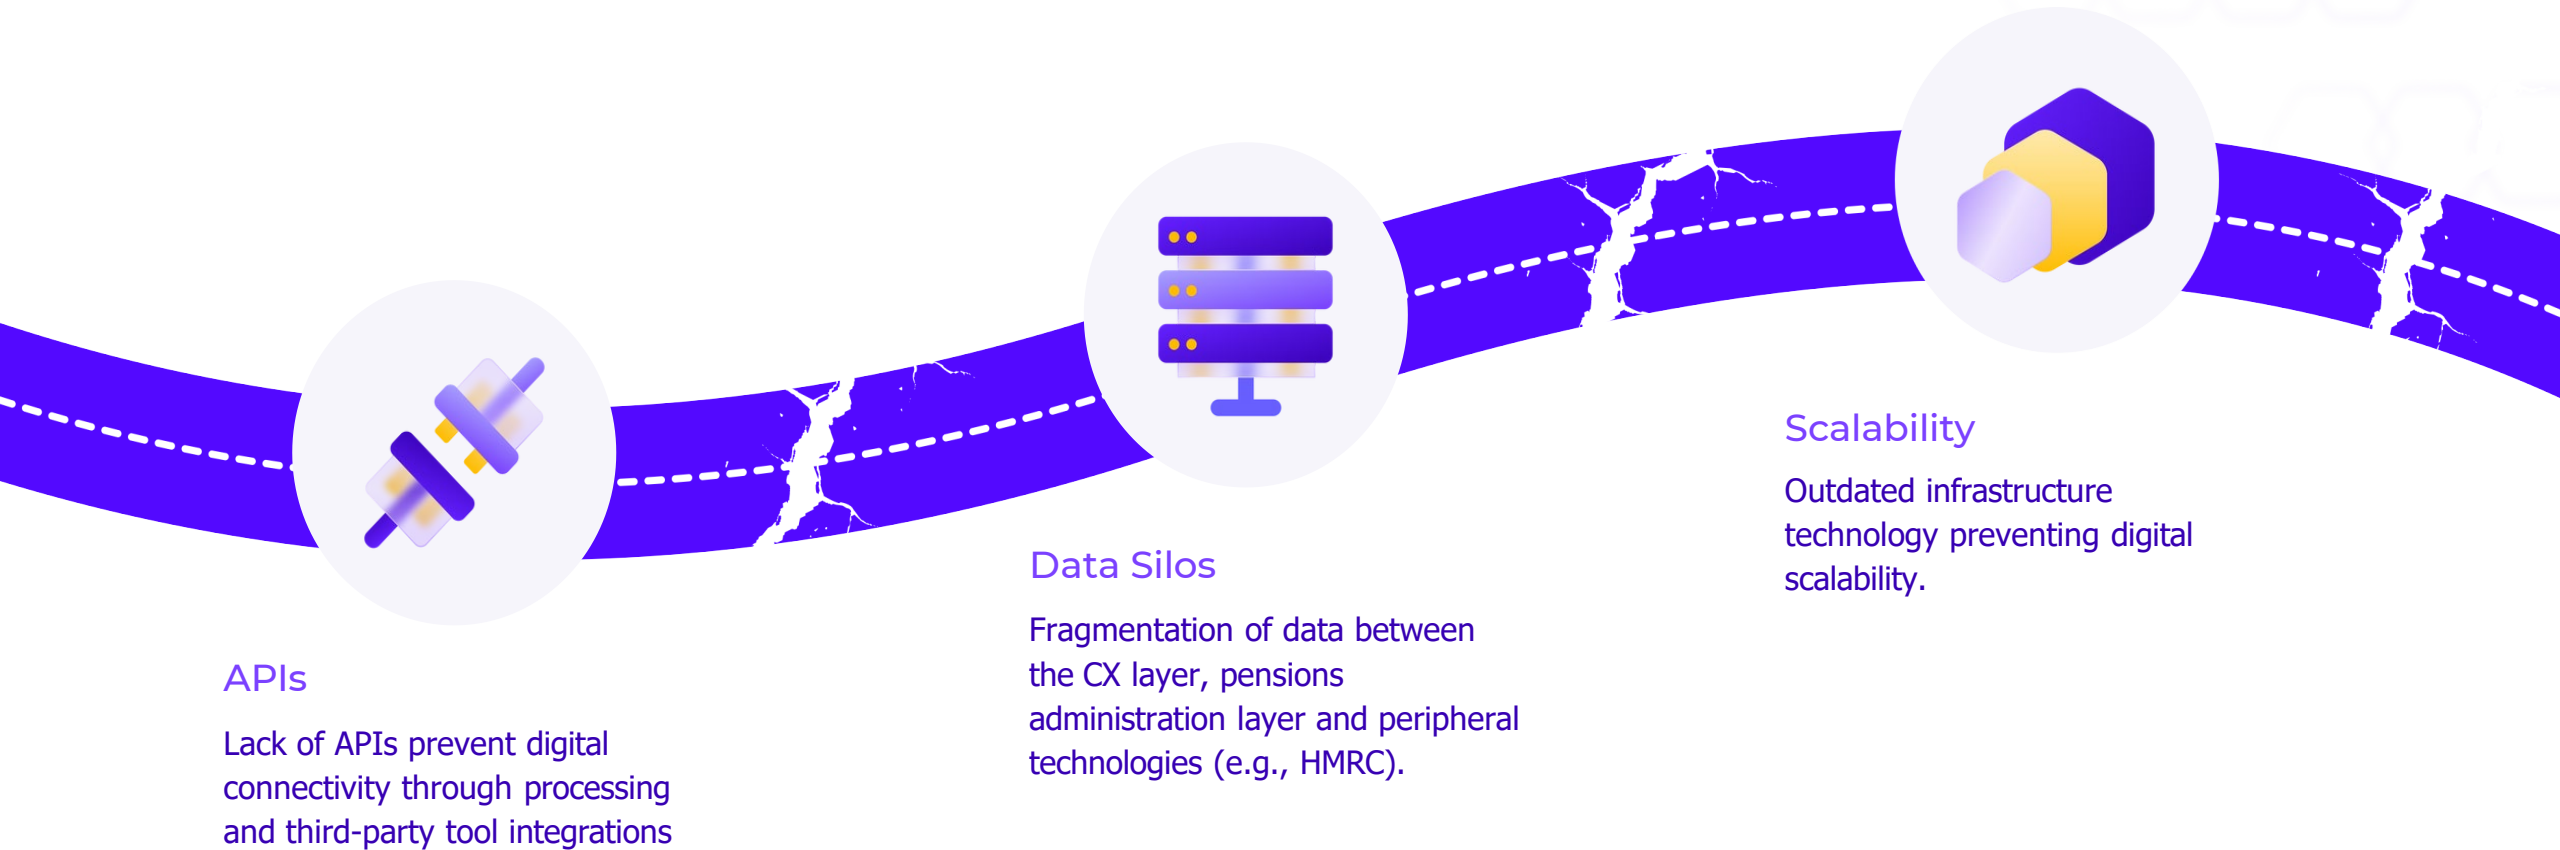 APIs
Lack of APIs prevent digital
connectivity through processing
and third-party tool integrations
Data Silos
Fragmentation of data between
the CX layer, pensions
administration layer and peripheral
technologies (e.g., HMRC).
Scalability
Outdated infrastructure
technology preventing digital
scalability.